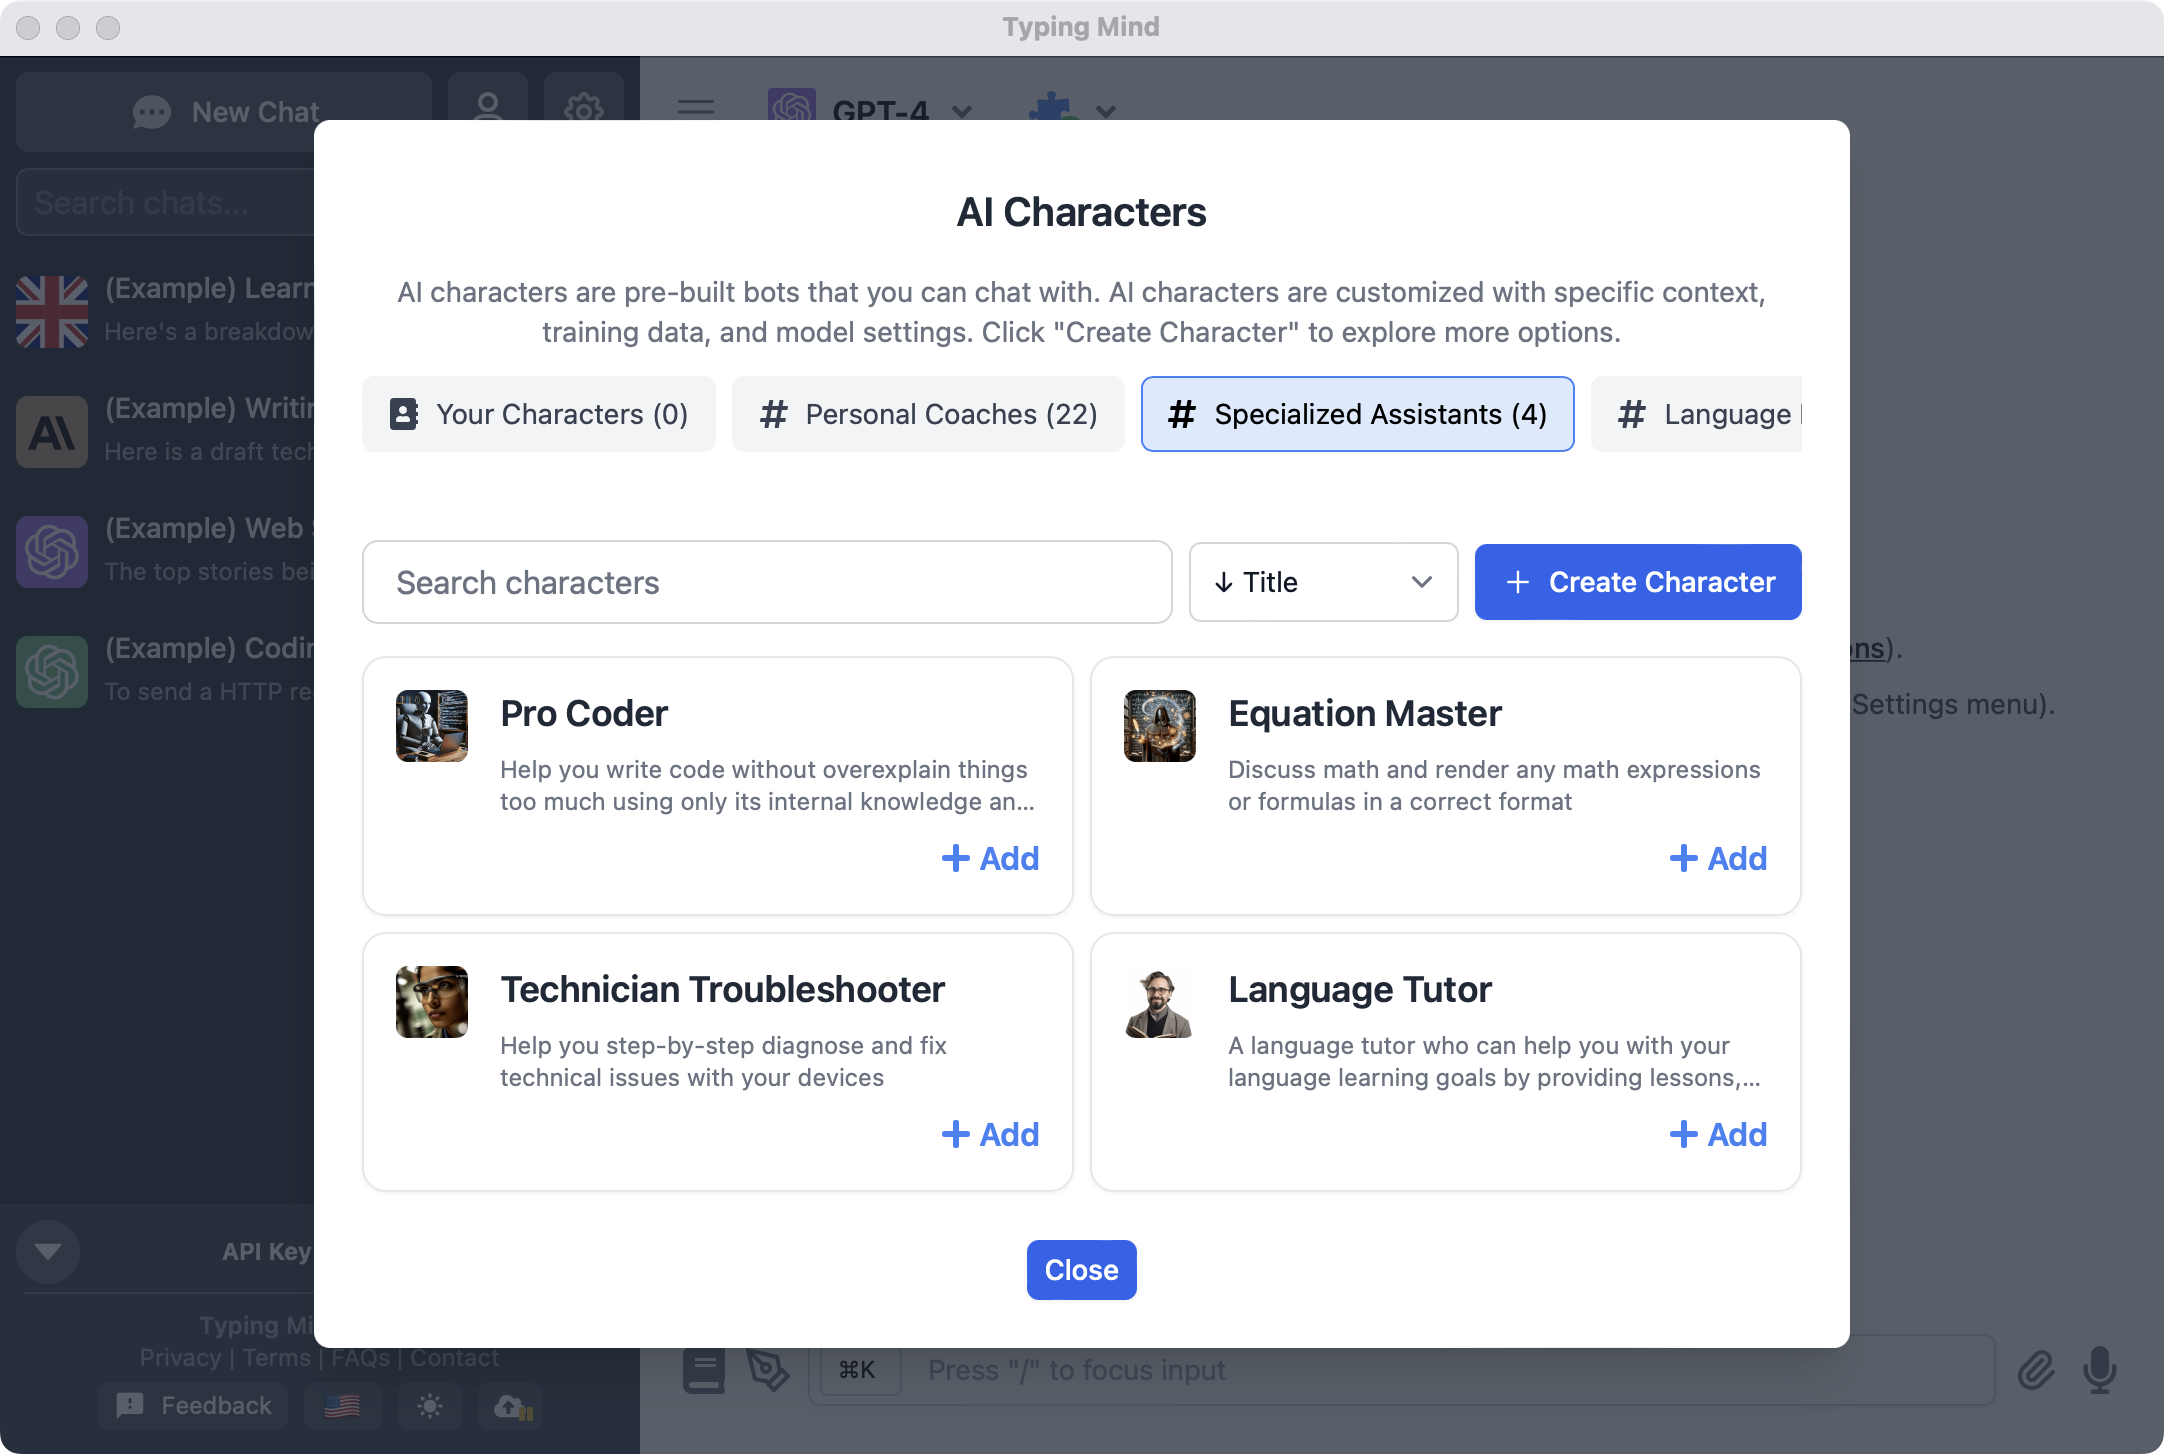 Typing Mind
New Chat
GPT-4
Search chats...
(Example) Learn
Here's a breakdow
(Example) Writin
Here is a draft tech
(Example) Web
The top stories bei
(Example) Codin
To send a HTTP re
AI Characters
AI characters are pre-built bots that you can chat with. AI characters are customized with specific context,
training data, and model settings. Click "Create Character" to explore more options.
Your Characters (0)
# Personal Coaches (22)
# Specialized Assistants (4)
# Language
Search characters
↓ Title
+ Create Character
Pro Coder
Help you write code without overexplain things
too much using only its internal knowledge an...
+ Add
Equation Master
Discuss math and render any math expressions
or formulas in a correct format
+ Add
Technician Troubleshooter
Help you step-by-step diagnose and fix
technical issues with your devices
+ Add
Language Tutor
A language tutor who can help you with your
language learning goals by providing lessons,...
+ Add
Close
ns).
Settings menu).
API Key
Typing Mi
Privacy | Terms | FAQs | Contact
Feedback
⌘K
Press "/" to focus input